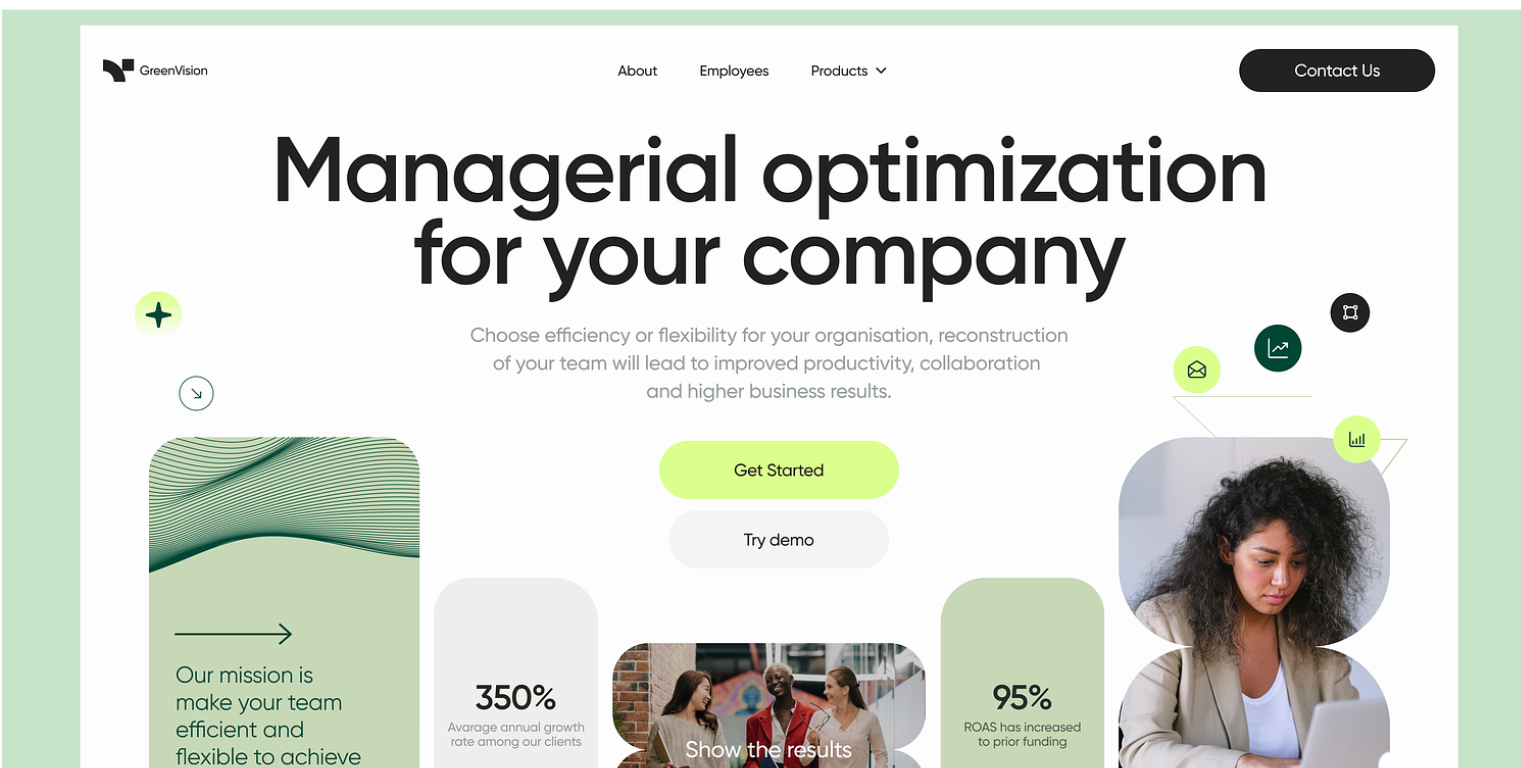 GreenVision
About
Employees
Products
Contact Us
Managerial optimization
for your company
Choose efficiency or flexibility for your organisation, reconstruction
of your team will lead to improved productivity, collaboration
and higher business results.
Get Started
Try demo
Our mission is
make your team
efficient and
flexible to achieve
350%
Avarage annual growth
rate among our clients
Show the results
95%
ROAS has increased
to prior funding